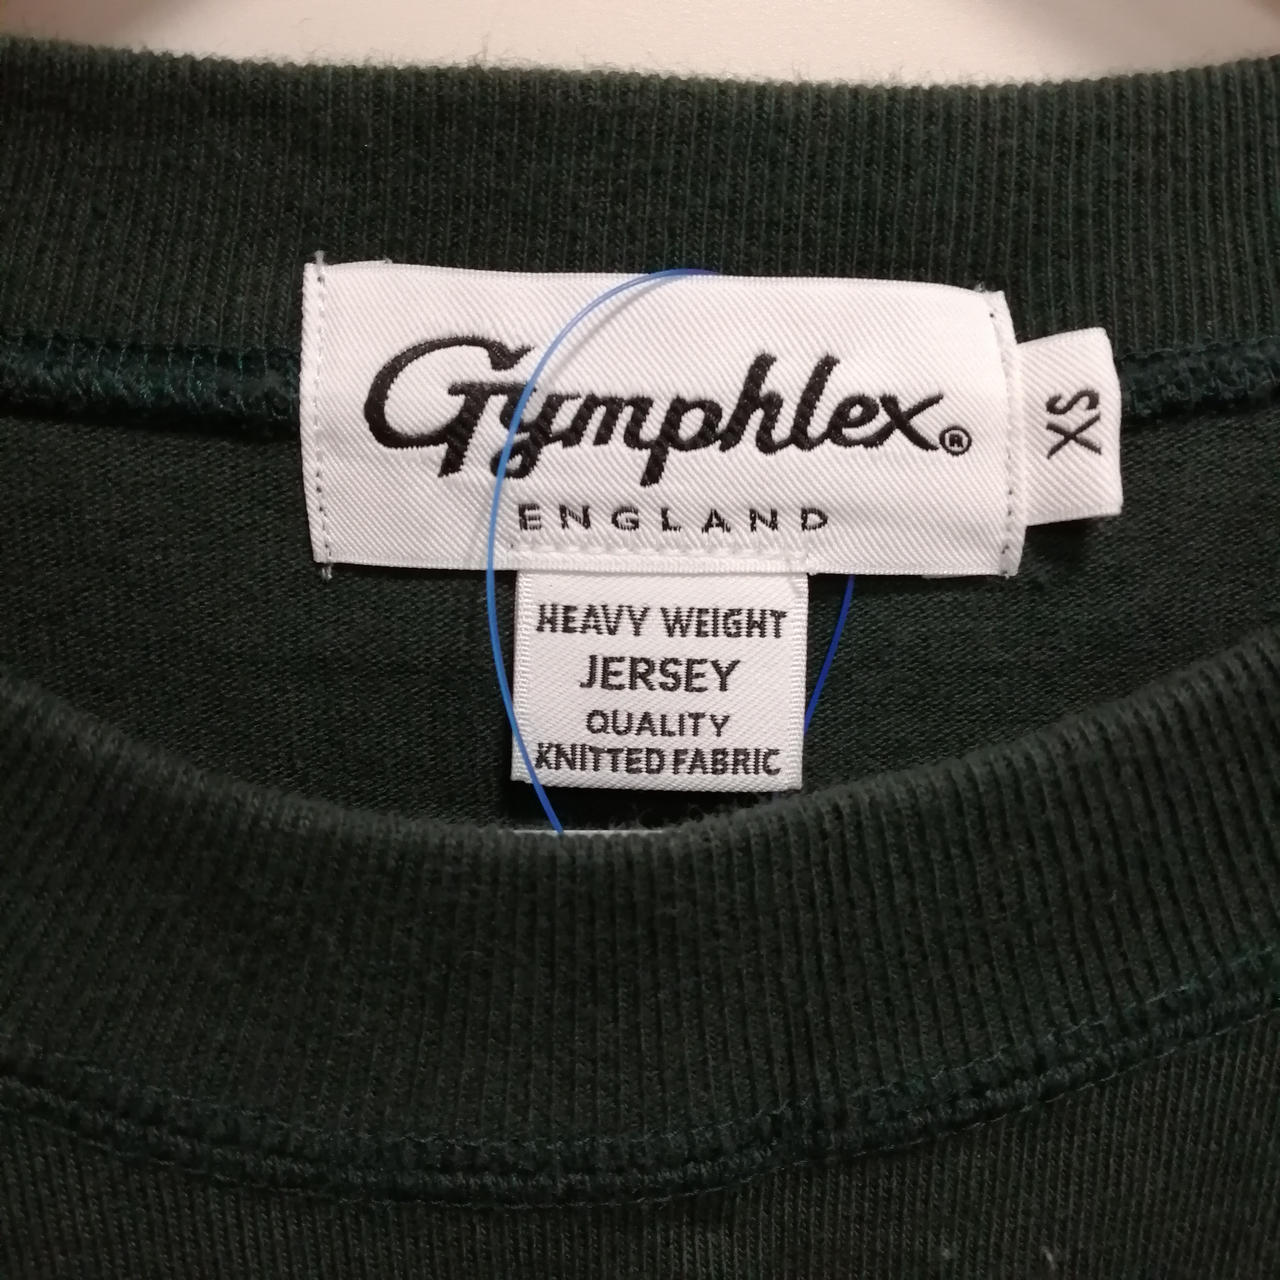 Gymphlex®
ENGLAND
XS
HEAVY WEIGHT
JERSEY
QUALITY
KNITTED FABRIC